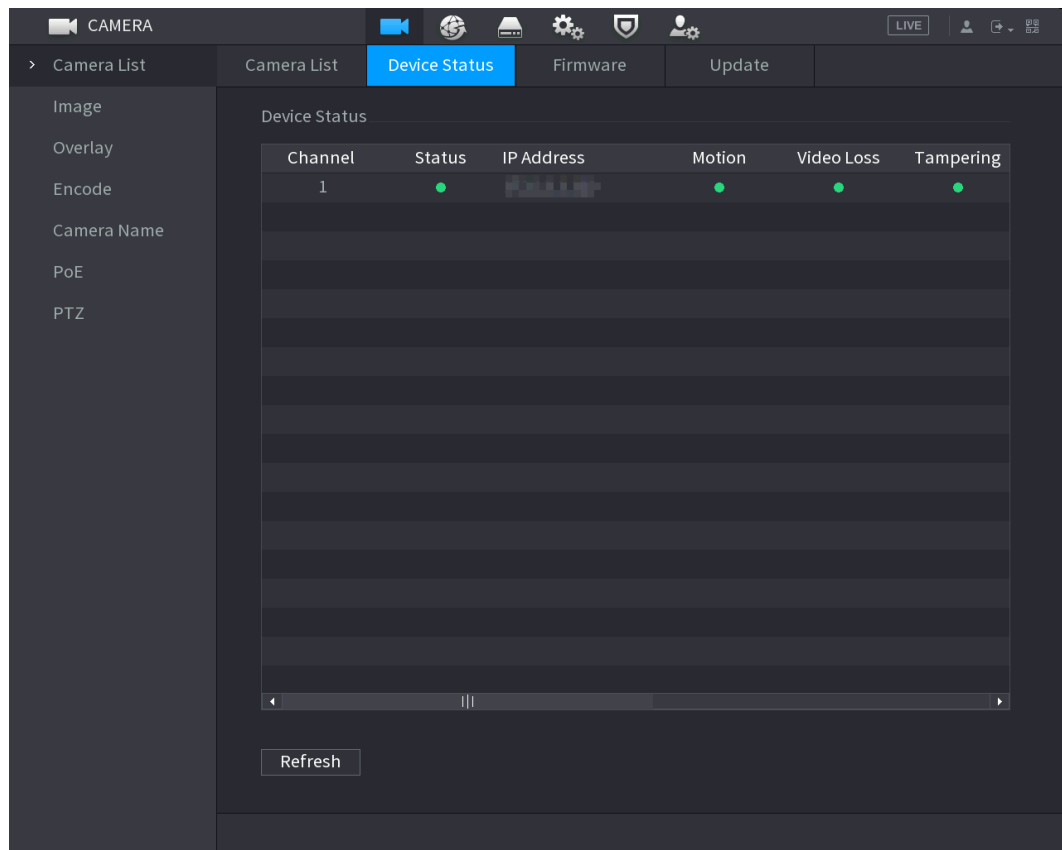 CAMERA LIVE
Camera List Camera List Device Status Firmware Update
Image
Device Status
Overlay
Channel Status IP Address Motion Video Loss Tampering
Encode
1
Camera Name
PoE
PTZ
Refresh